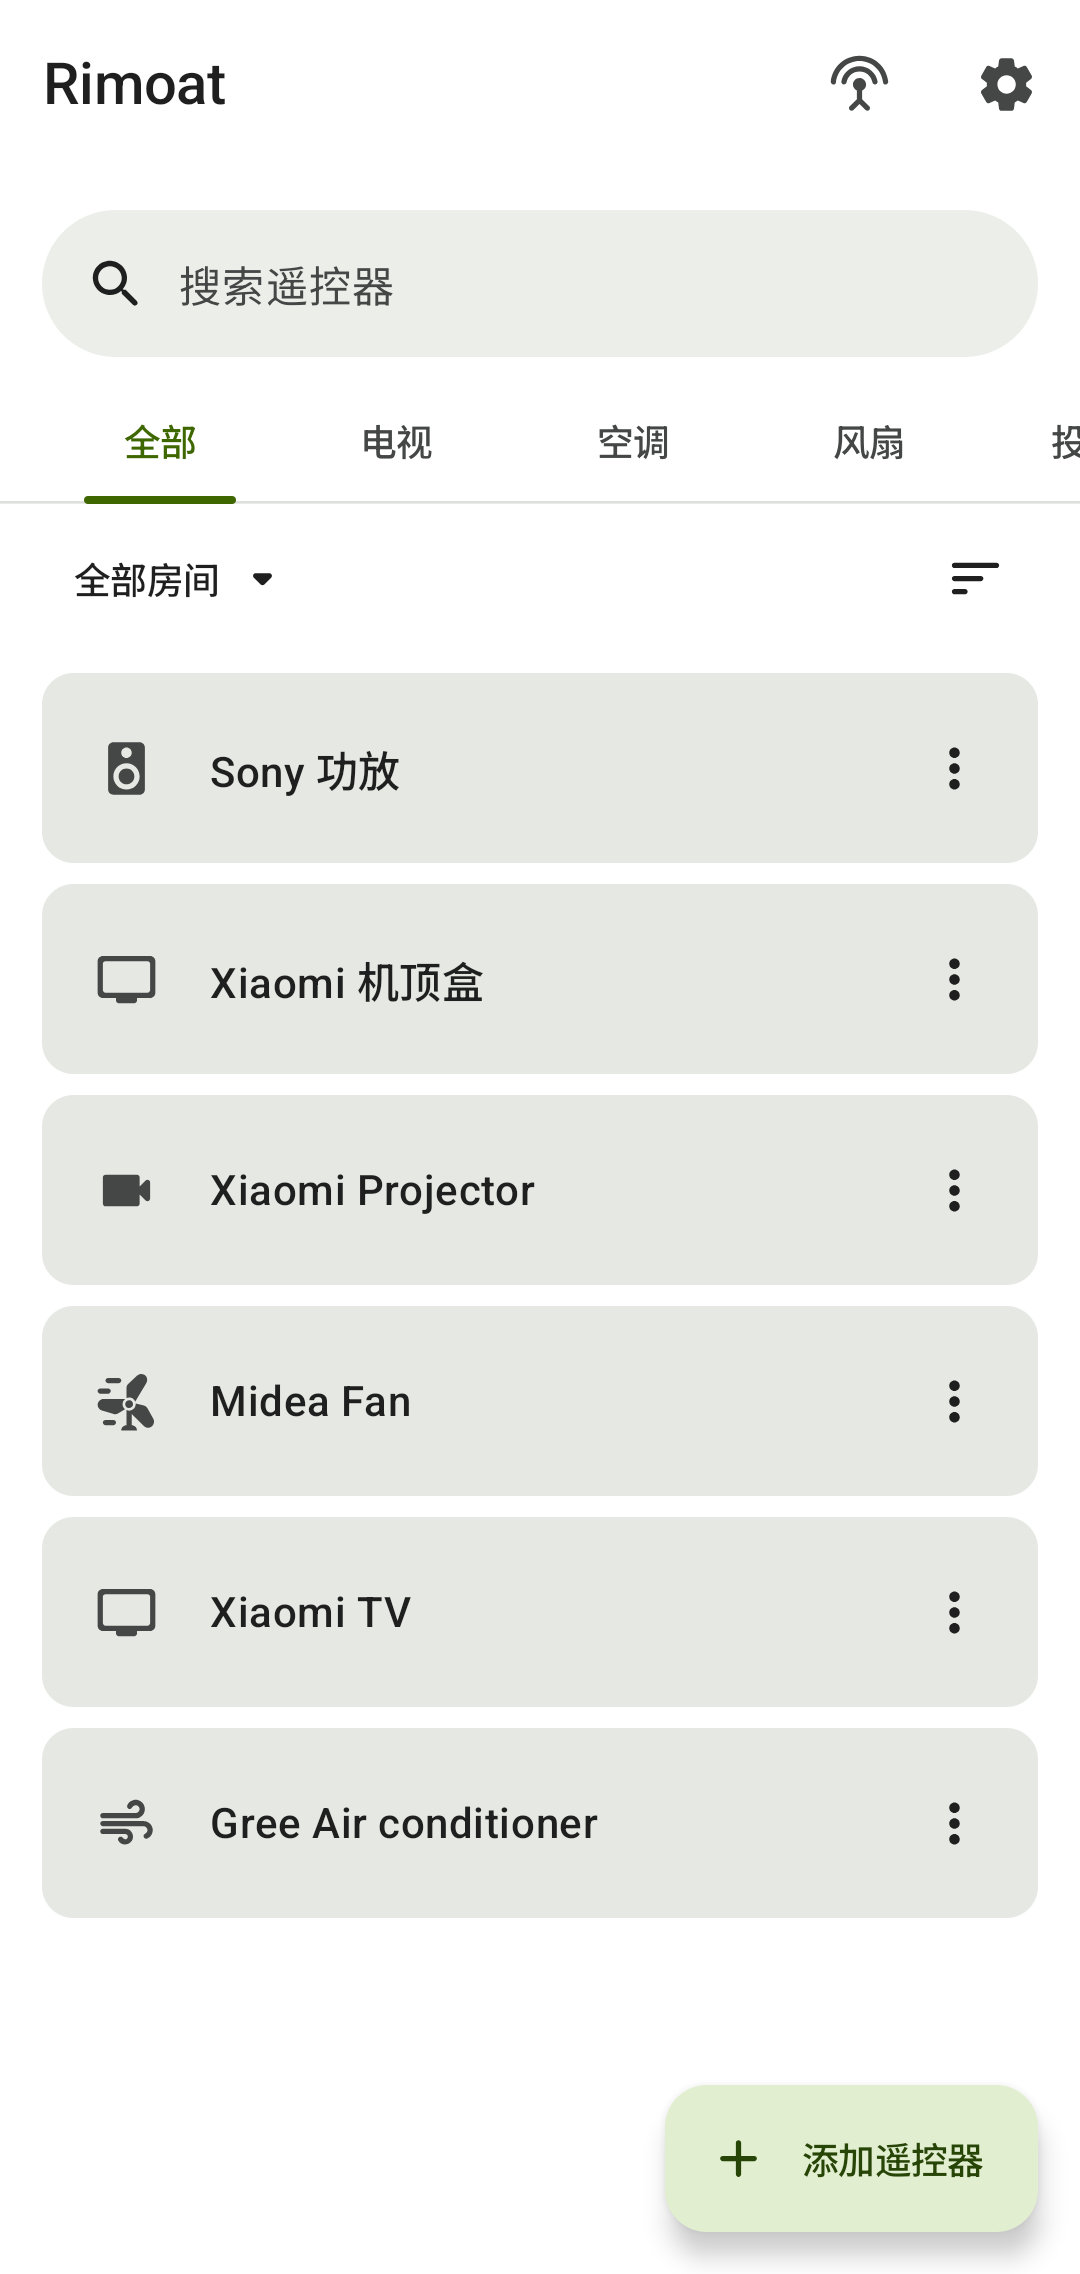 Rimoat
搜索遥控器
全部 电视 空调 风扇 投
全部房间
Sony 功放
Xiaomi 机顶盒
Xiaomi Projector
Midea Fan
Xiaomi TV
Gree Air conditioner
添加遥控器